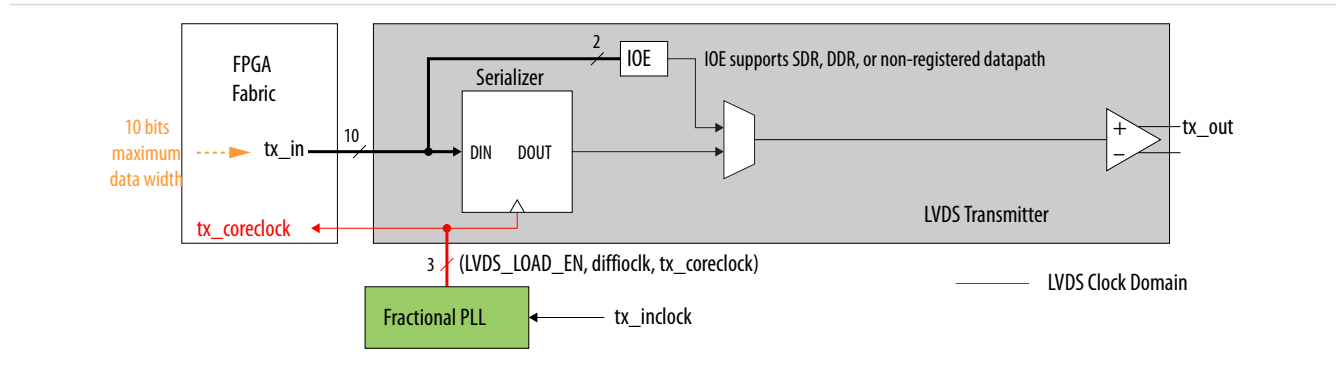 FPGA
Fabric
10 bits
maximum
data width
tx_in
10
tx_coreclock
2
IOE
IOE supports SDR, DDR, or non-registered datapath
Serializer
DIN
DOUT
+
−
tx_out
LVDS Transmitter
3
(LVDS_LOAD_EN, diffioclk, tx_coreclock)
Fractional PLL
tx_inclock
LVDS Clock Domain